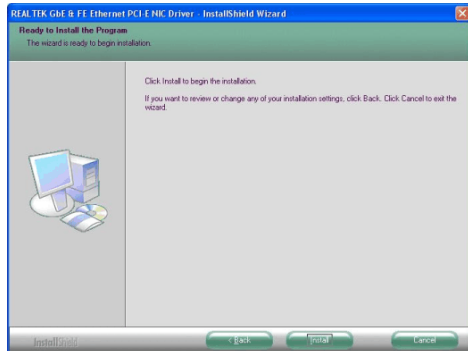 REALTEK GbE & FE Ethernet PCI-E NIC Driver - InstallShield Wizard
Ready to Install the Program
The wizard is ready to begin installation.
Click Install to begin the installation.
If you want to review or change any of your installation settings, click Back. Click Cancel to exit the
wizard.
InstallShield
< Back
Install
Cancel